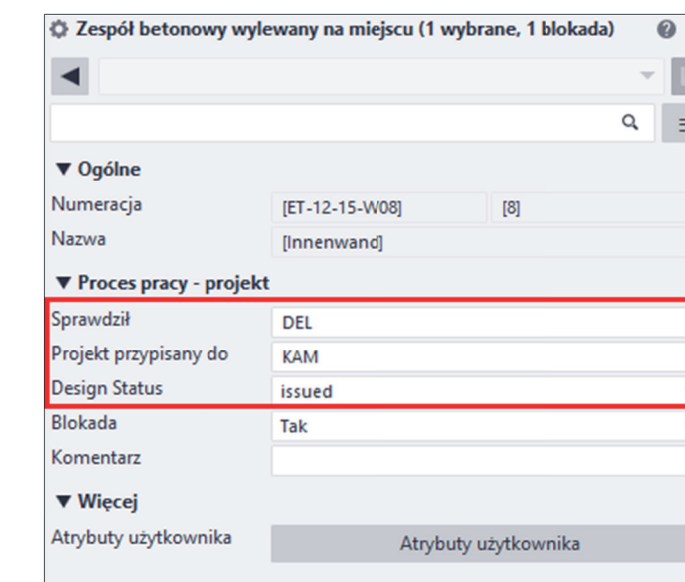 Zespół betonowy wylewany na miejscu (1 wybrane, 1 blokada)
▼ Ogólne
Numeracja [ET-12-15-W08] [8]
Nazwa [Innenwand]
▼ Proces pracy - projekt
Sprawdził DEL
Projekt przypisany do KAM
Design Status issued
Blokada Tak
Komentarz
▼ Więcej
Atrybuty użytkownika Atrybuty użytkownika